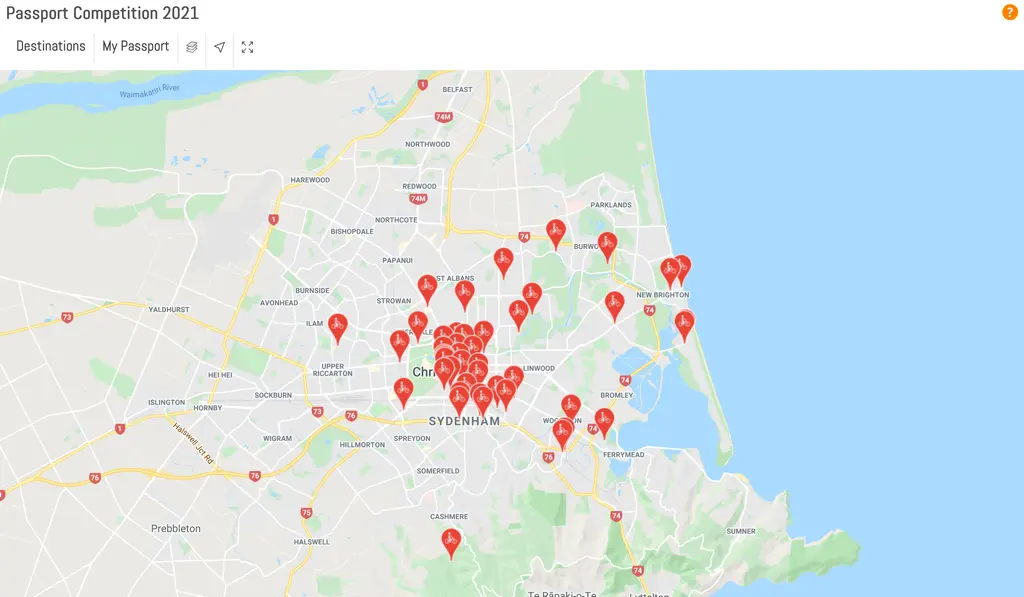 Passport Competition 2021
?
Destinations
My Passport
Waimakariri River
1
BELFAST
74M
NORTHWOOD
HAREWOOD
REDWOOD
74M
PARKLANDS
1
NORTHCOTE
BISHOPDALE
74
PAPANUI
ST ALBANS
BURNSIDE
AVONHEAD
STROWAN
NEW BRIGHTON
YALDHURST
74
73
ILAM
UPPER
RICCARTON
LINWOOD
HEI HEI
74
SOCKBURN
BROMLEY
ISLINGTON
HORNBY
73
76
SYDENHAM
1
Halswell Jct Rd
74
WIGRAM
SPREYDON
HILLMORTON
76
FERRYMEAD
SOMERFIELD
76
76
75
CASHMERE
74
Prebbleton
SUMNER
HALSWELL
74
Te Rāpaki-o-Te
Lyttelton